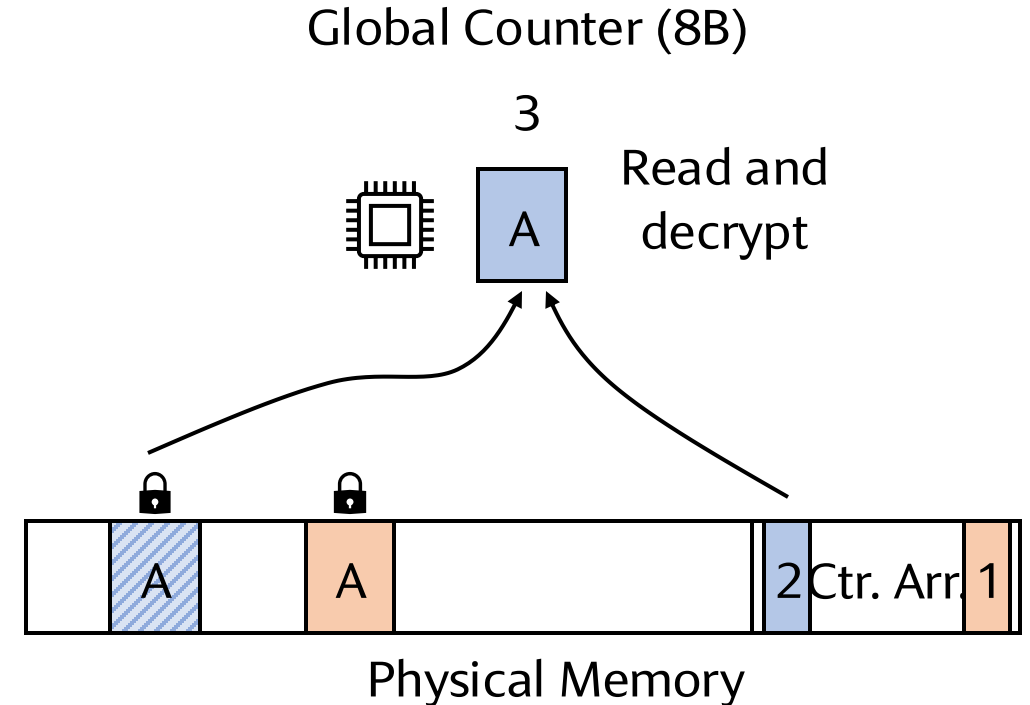 Global Counter (8B)
3
Read and
decrypt
A
A
A
2
Ctr. Arr.
1
Physical Memory